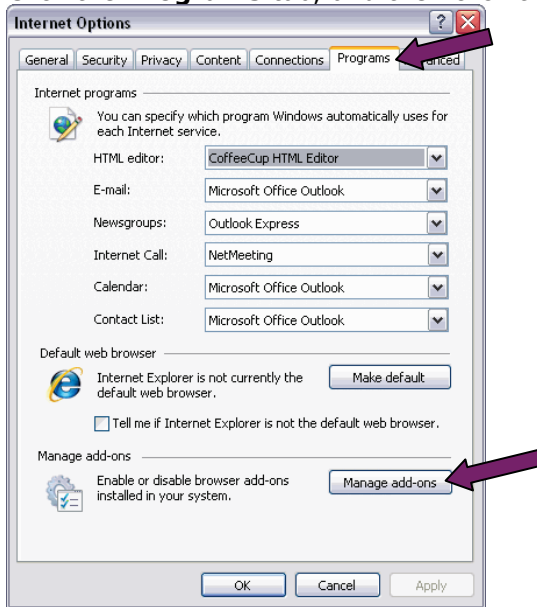 Internet Options
General Security Privacy Content Connections Programs
Internet programs
You can specify which program Windows automatically uses for
each Internet service.
HTML editor: CoffeeCup HTML Editor
E-mail: Microsoft Office Outlook
Newsgroups: Outlook Express
Internet Call: NetMeeting
Calendar: Microsoft Office Outlook
Contact List: Microsoft Office Outlook
Default web browser
Internet Explorer is not currently the
default web browser.
Make default
Tell me if Internet Explorer is not the default web browser.
Manage add-ons
Enable or disable browser add-ons
installed in your system.
Manage add-ons
OK Cancel Apply